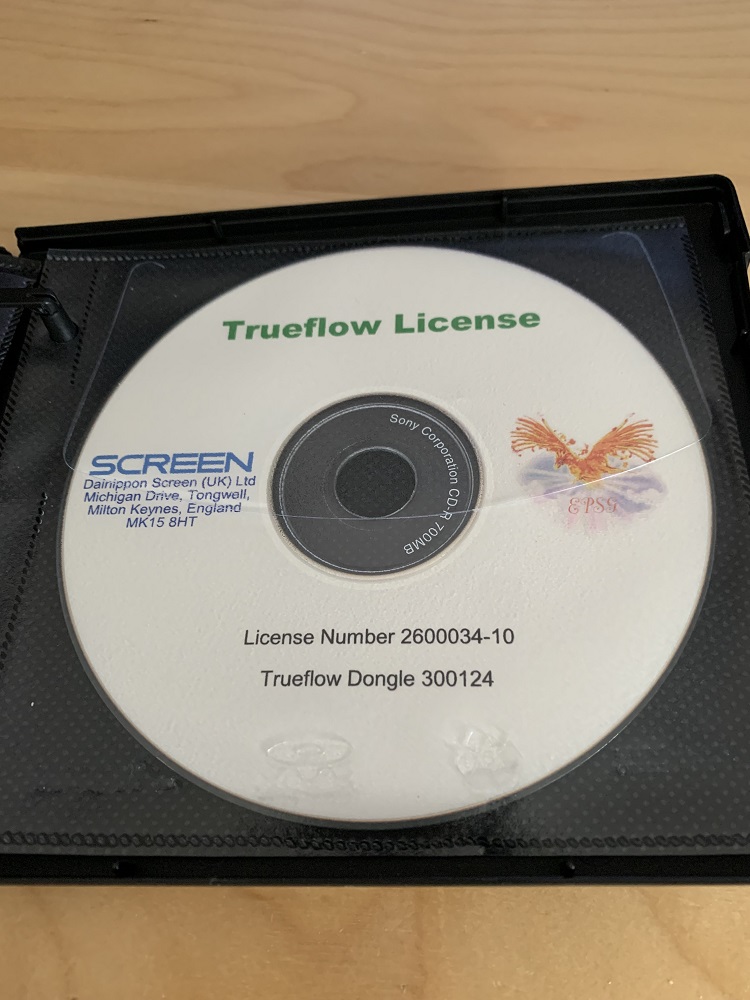 Trueflow License
Sony Corporation CD-R 700MB
SCREEN
Dainippon Screen (UK) Ltd
Michigan Drive, Tongwell,
Milton Keynes, England
MK15 8HT
EPSG
License Number 2600034-10
Trueflow Dongle 300124